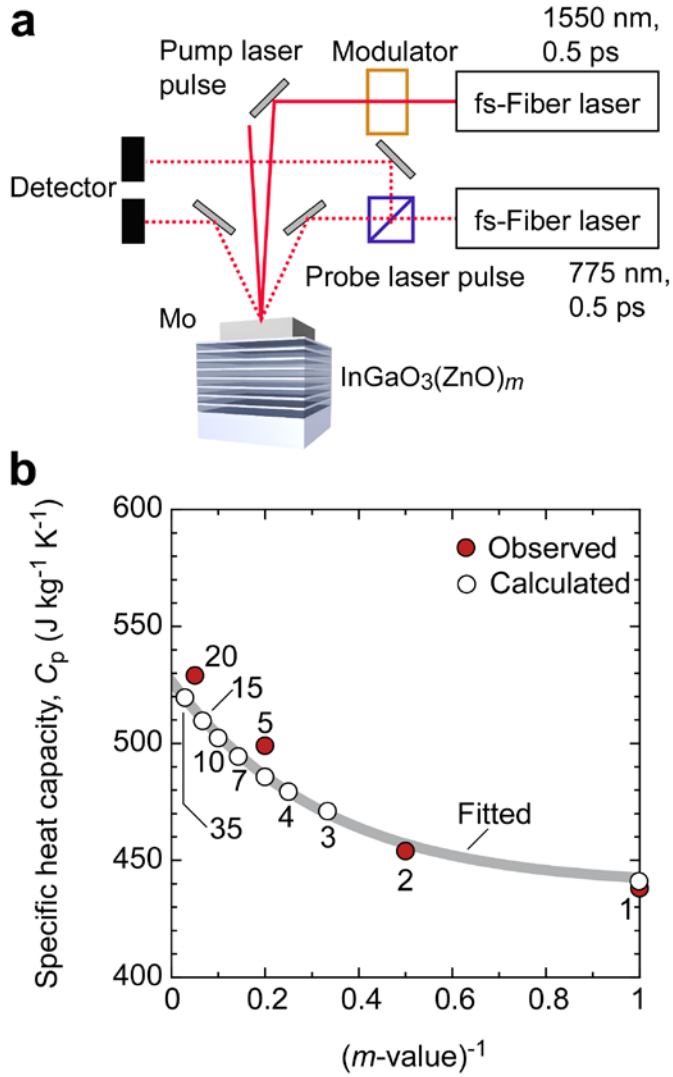 a
1550 nm,
0.5 ps
Pump laser
pulse
Modulator
fs-Fiber laser
Detector
fs-Fiber laser
Probe laser pulse
775 nm,
0.5 ps
Mo
InGaO₃(ZnO)m
b
600
550
500
450
400
Specific heat capacity, Cp (J kg⁻¹ K⁻¹)
Observed
Calculated
20
15
5
10
7
4
3
35
Fitted
2
1
0
0.2
0.4
0.6
0.8
1
(m-value)⁻¹